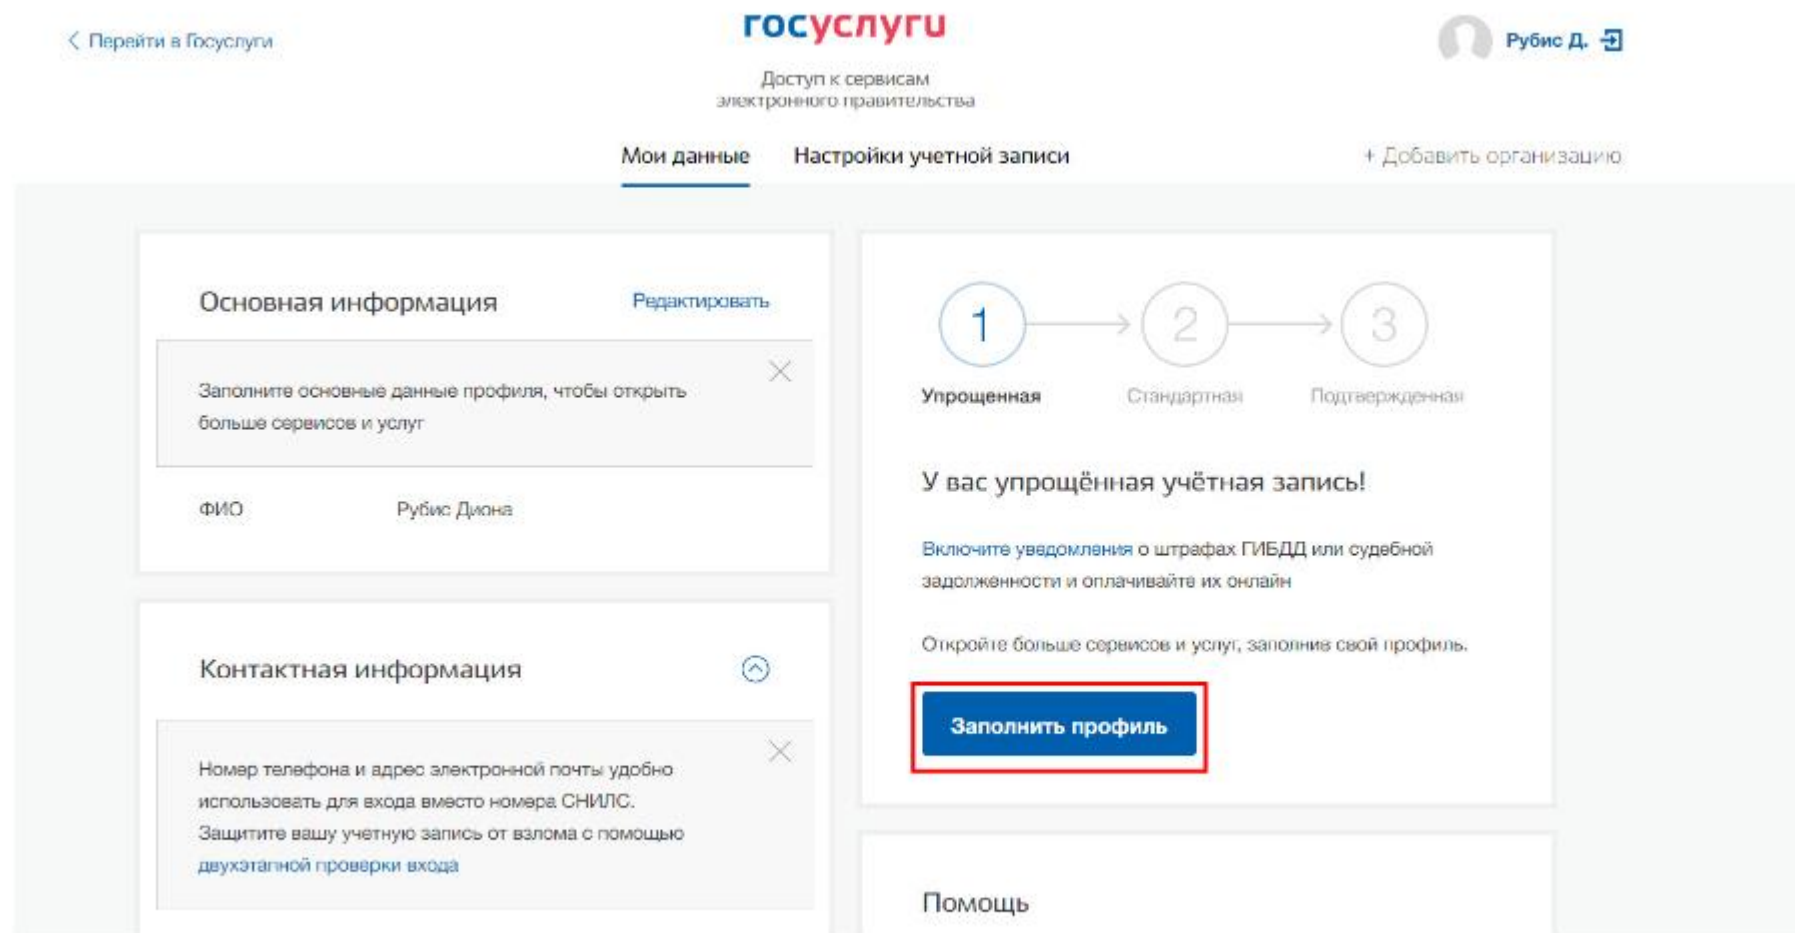 Перейти в Госуслуги
госуслуги
Рубис Д.
Доступ к сервисам
электронного правительства
Мои данные
Настройки учетной записи
+ Добавить организацию
Основная информация
Редактировать
Заполните основные данные профиля, чтобы открыть
больше сервисов и услуг
ФИО
Рубис Диона
Контактная информация
Номер телефона и адрес электронной почты удобно
использовать для входа вместо номера СНИЛС.
Защитите вашу учетную запись от взлома с помощью
двухэтапной проверки входа
1
2
3
Упрощенная
Стандартная
Подтвержденная
У вас упрощённая учётная запись!
Включите уведомления о штрафах ГИБДД или судебной
задолженности и оплачивайте их онлайн
Откройте больше сервисов и услуг, заполнив свой профиль.
Заполнить профиль
Помощь